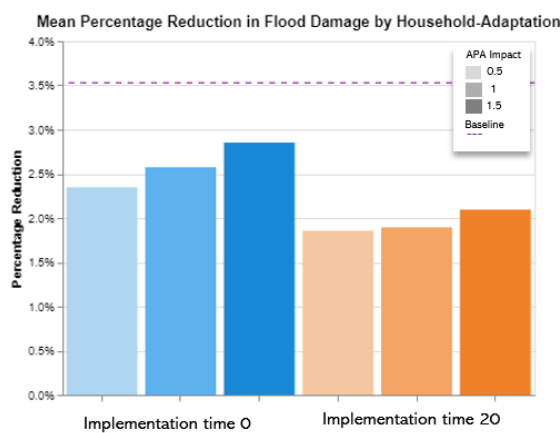 Mean Percentage Reduction in Flood Damage by Household-Adaptation
4.0%
3.5%
3.0%
2.5%
2.0%
1.5%
1.0%
0.5%
0.0%
Percentage Reduction
APA Impact
0.5
1
1.5
Baseline
Implementation time 0
Implementation time 20